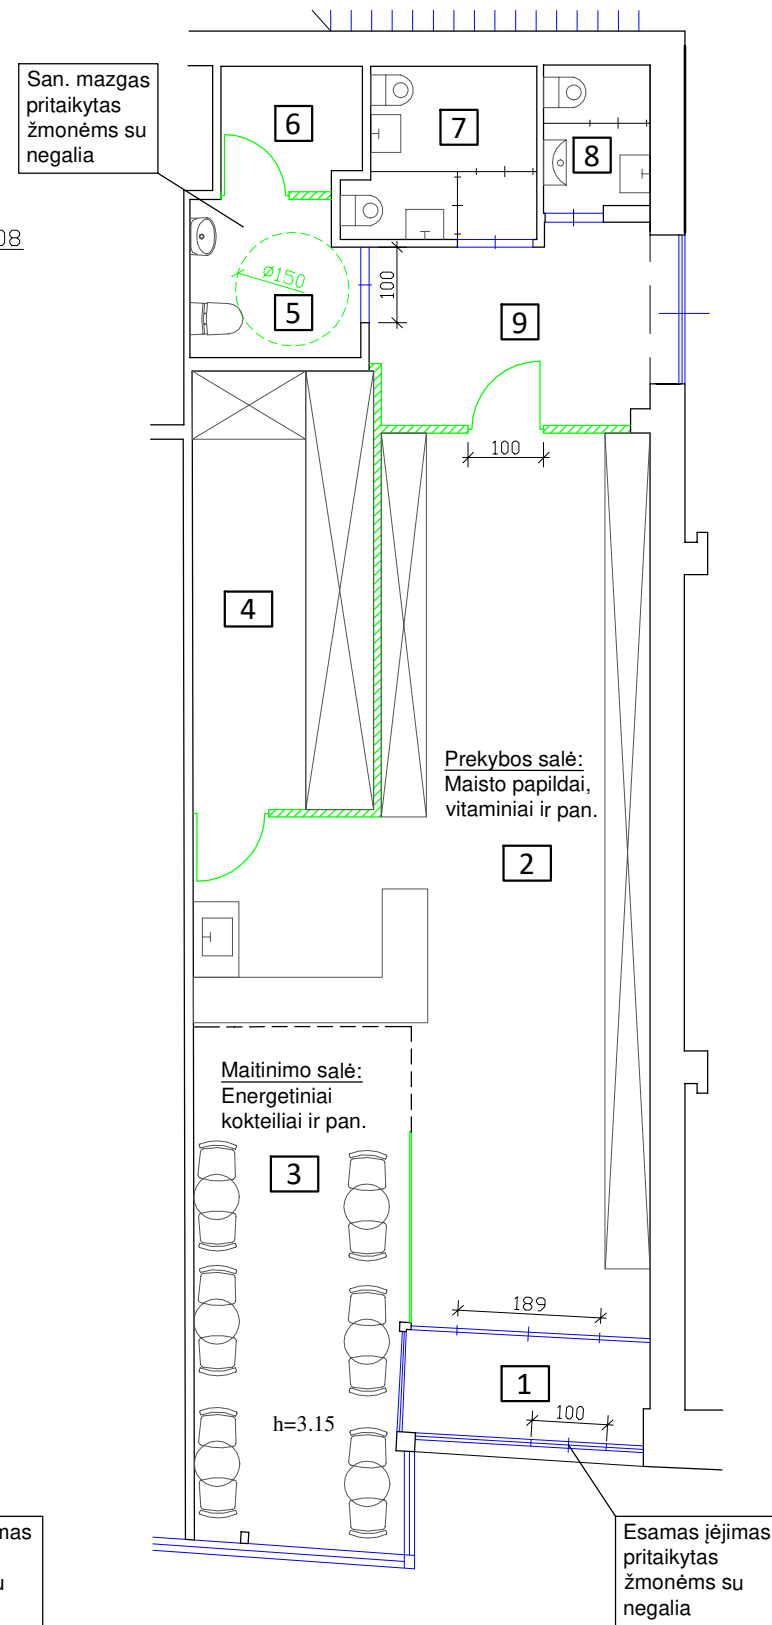 San. mazgas
pritaikytas
žmonėms su
negalia
6
7
8
08
Ø150
5
100
9
100
4
Prekybos salė:
Maisto papildai,
vitaminiai ir pan.
2
Maitinimo salė:
Energetiniai
kokteiliai ir pan.
3
189
1
100
h=3.15
Esamas įėjimas
pritaikytas
žmonėms su
negalia